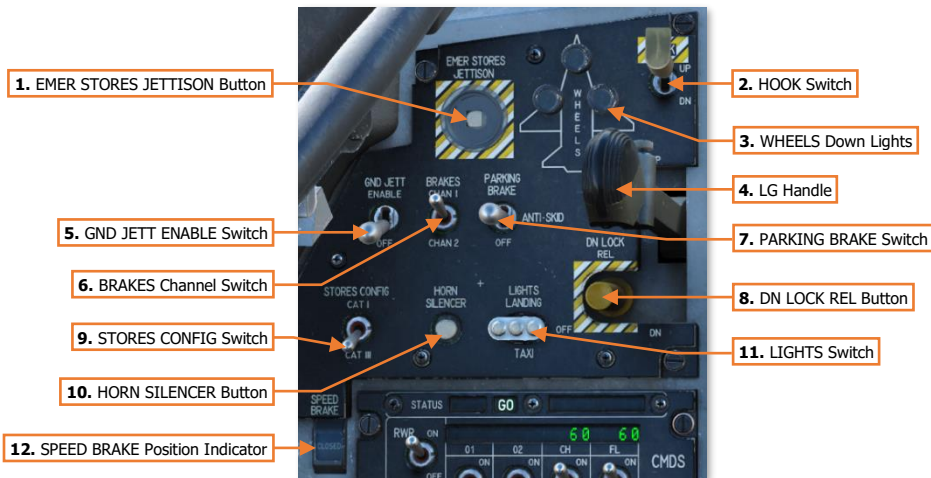 1. EMER STORES JETTISON Button
2. HOOK Switch
3. WHEELS Down Lights
4. LG Handle
5. GND JETT ENABLE Switch
6. BRAKES Channel Switch
7. PARKING BRAKE Switch
8. DN LOCK REL Button
9. STORES CONFIG Switch
10. HORN SILENCER Button
11. LIGHTS Switch
12. SPEED BRAKE Position Indicator
EMER STORES
JETTISON
WHEELS
UP
DN
GND JETT
ENABLE
OFF
BRAKES
CHAN I
CHAN 2
PARKING
BRAKE
ANTI-SKID
OFF
DN LOCK
REL
STORES CONFIG
CAT I
CAT III
HORN
SILENCER
LIGHTS
LANDING
OFF
TAXI
DN
SPEED
BRAKE
CLOSED
STATUS
GO
RWR
ON
OFF
60 60
01 02 CH FL
ON ON ON ON
CMDS